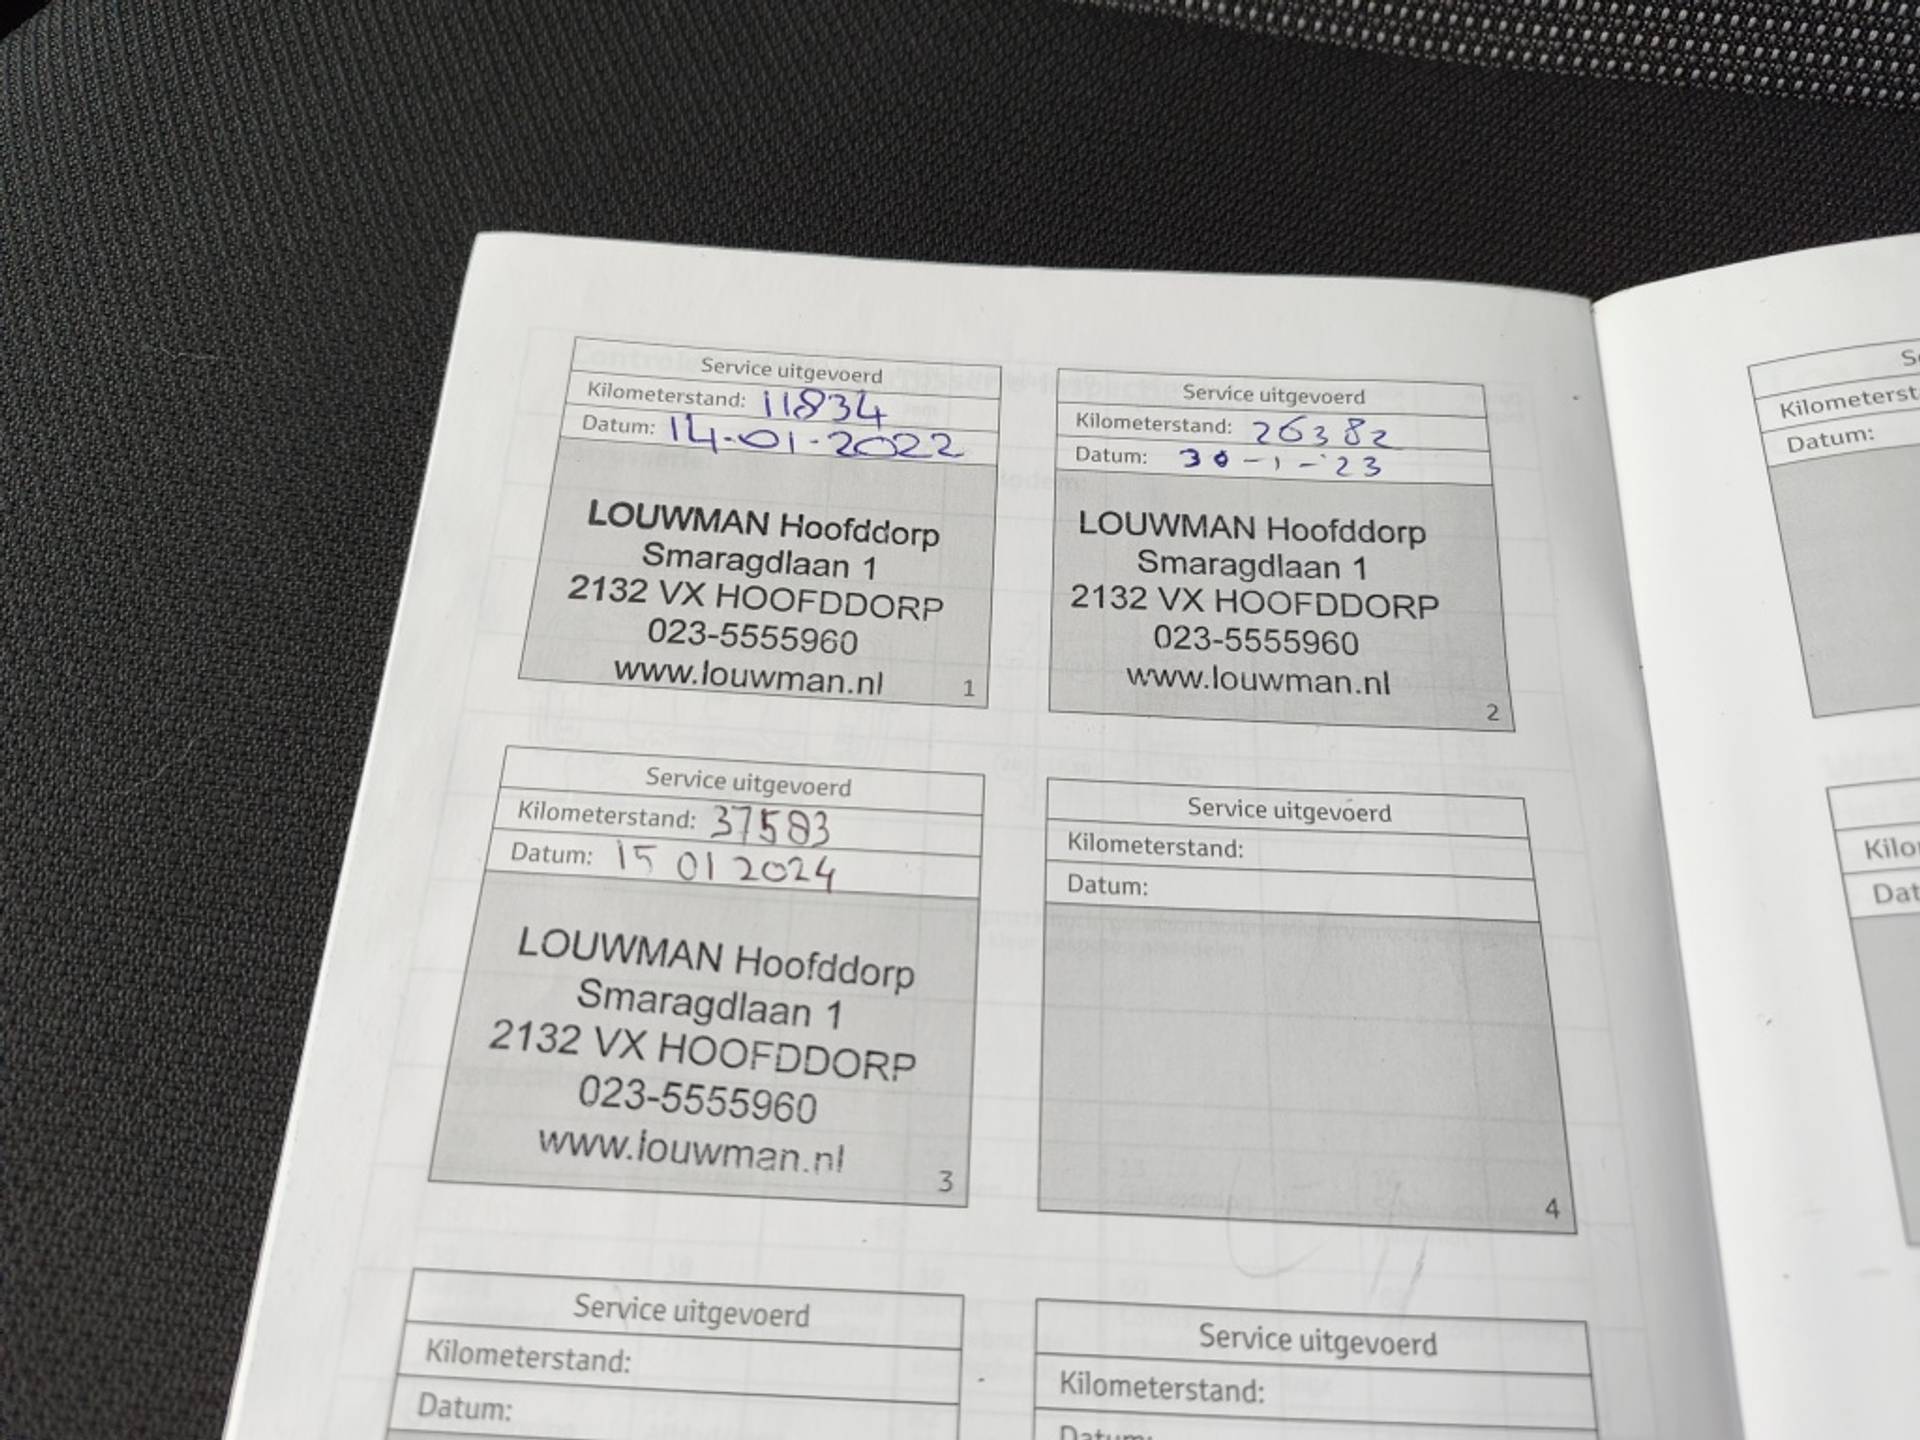 Service uitgevoerd
Kilometerstand: 11834
Datum: 14-01-2022
LOUWMAN Hoofddorp
Smaragdlaan 1
2132 VX HOOFDDORP
023-5555960
www.louwman.nl
1
Service uitgevoerd
Kilometerstand: 26382
Datum: 30-1-'23
LOUWMAN Hoofddorp
Smaragdlaan 1
2132 VX HOOFDDORP
023-5555960
www.louwman.nl
2
Service uitgevoerd
Kilometerstand: 37583
Datum: 15 01 2024
LOUWMAN Hoofddorp
Smaragdlaan 1
2132 VX HOOFDDORP
023-5555960
www.louwman.nl
3
Service uitgevoerd
Kilometerstand:
Datum:
4
Service uitgevoerd
Kilometerstand:
Datum:
Service uitgevoerd
Kilometerstand:
Datum:
Kilometerst
Datum:
Kilo
Dat